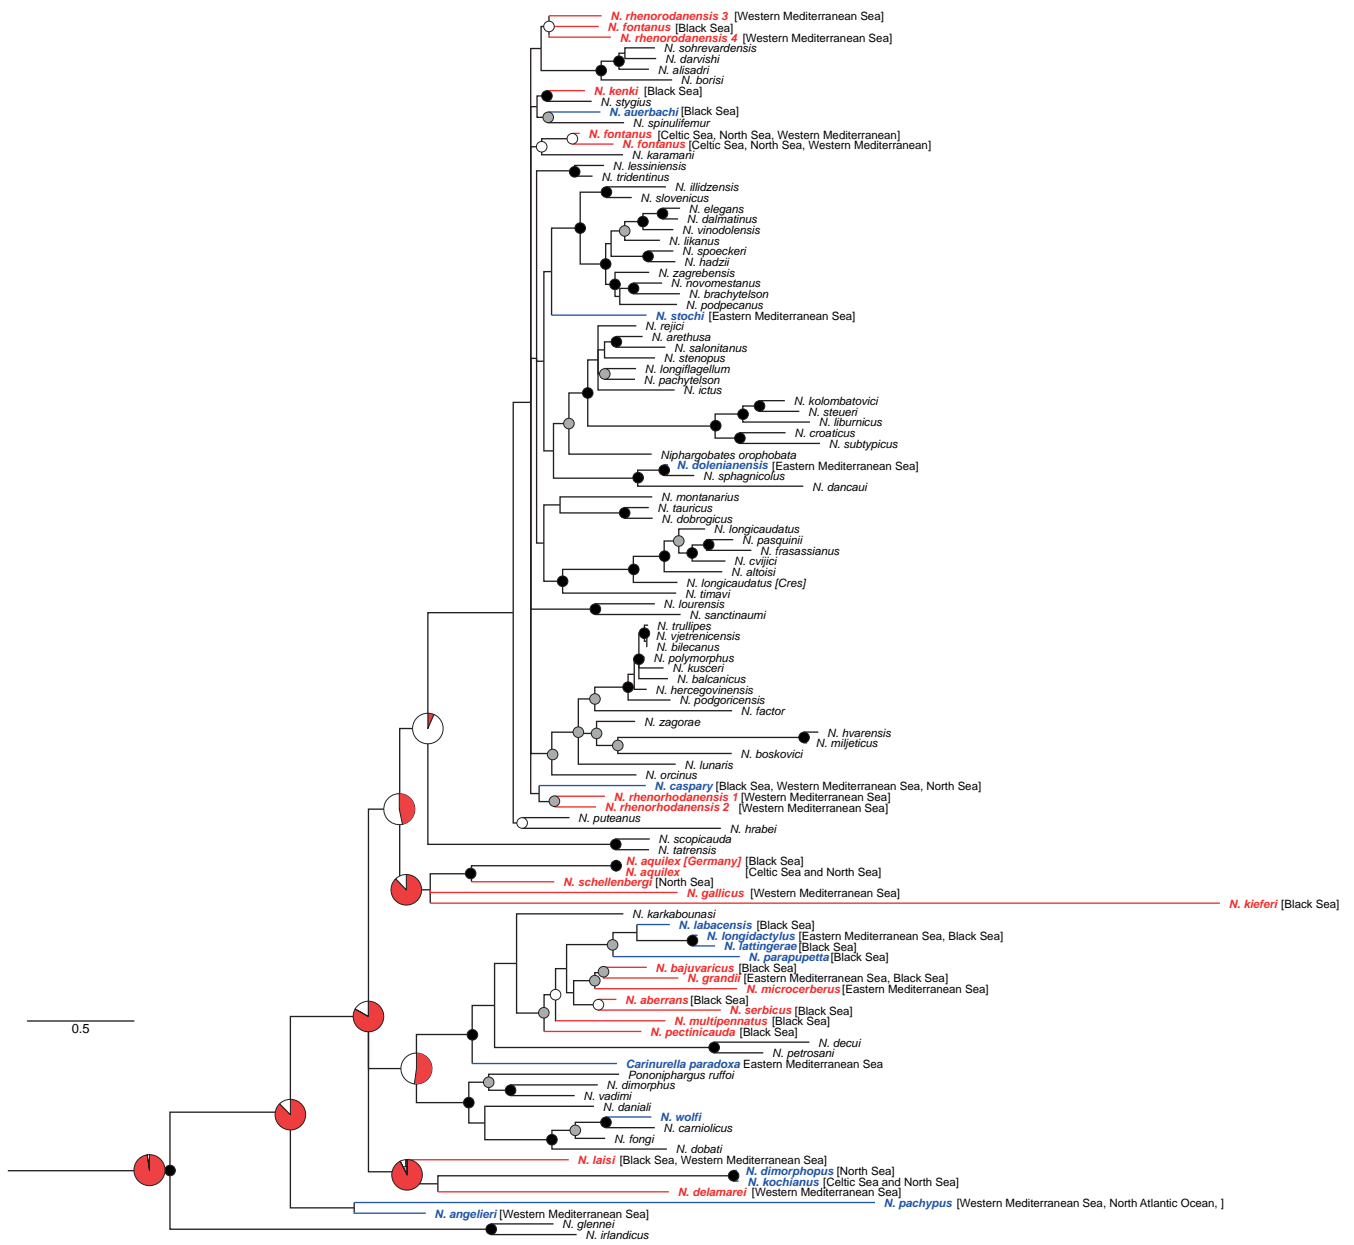 N. rhenorodanensis 3 [Western Mediterranean Sea]
N. fontanus [Black Sea]
N. rhenorodanensis 4 [Western Mediterranean Sea]
N. sohrevardensis
N. darvishi
N. alisadri
N. borisi
N. kenki [Black Sea]
N. stygius
N. auerbachi [Black Sea]
N. spinulifemur
N. fontanus [Celtic Sea, North Sea, Western Mediterranean]
N. fontanus [Celtic Sea, North Sea, Western Mediterranean]
N. karamani
N. lessiniensis
N. tridentinus
N. illidzensis
N. slovenicus
N. elegans
N. dalmatinus
N. vinodolensis
N. likanus
N. spoeckeri
N. hadzii
N. zagrebensis
N. novomestanus
N. brachytelson
N. podpecanus
N. stochi [Eastern Mediterranean Sea]
N. rejici
N. arethusa
N. salonitanus
N. stenopus
N. longiflagellum
N. pachytelson
N. ictus
N. kolombatovici
N. steueri
N. liburnicus
N. croaticus
N. subtypicus
Niphargobates orophobata
N. dolenianensis [Eastern Mediterranean Sea]
N. sphagnicolus
N. dancaui
N. montanarius
N. tauricus
N. dobrogicus
N. longicaudatus
N. pasquinii
N. frasassianus
N. cvijici
N. altoisi
N. longicaudatus [Cres]
N. timavi
N. lourensis
N. sanctinaumi
N. trullipes
N. vjetrenicensis
N. bilecanus
N. polymorphus
N. kusceri
N. balcanicus
N. hercegovinensis
N. podgoricensis
N. factor
N. zagorae
N. hvarensis
N. miljeticus
N. boskovici
N. lunaris
N. orcinus
N. caspary [Black Sea, Western Mediterranean Sea, North Sea]
N. rhenorhodanensis 1 [Western Mediterranean Sea]
N. rhenorhodanensis 2 [Western Mediterranean Sea]
N. puteanus
N. hrabei
N. scopicauda
N. tatrensis
N. aquilex [Germany] [Black Sea]
N. aquilex [Celtic Sea and North Sea]
N. schellenbergi [North Sea]
N. gallicus [Western Mediterranean Sea]
N. kieferi [Black Sea]
N. karkabounasi
N. labacensis [Black Sea]
N. longidactylus [Eastern Mediterranean Sea, Black Sea]
N. lattingerae [Black Sea]
N. parapupetta [Black Sea]
N. bajuvaricus [Black Sea]
N. grandii [Eastern Mediterranean Sea, Black Sea]
N. microcerberus [Eastern Mediterranean Sea]
N. aberrans [Black Sea]
N. serbicus [Black Sea]
N. multipennatus [Black Sea]
0.5
N. pectinicauda [Black Sea]
N. decui
N. petrosani
Carinurella paradoxa Eastern Mediterranean Sea
Pononiphargus ruffoi
N. dimorphus
N. vadimi
N. daniali
N. wolfi
N. carniolicus
N. fongi
N. dobati
N. laisi [Black Sea, Western Mediterranean Sea]
N. dimorphopus [North Sea]
N. kochianus [Celtic Sea and North Sea]
N. delamarei [Western Mediterranean Sea]
N. pachypus [Western Mediterranean Sea, North Atlantic Ocean, ]
N. angelieri [Western Mediterranean Sea]
N. glennei
N. irlandicus